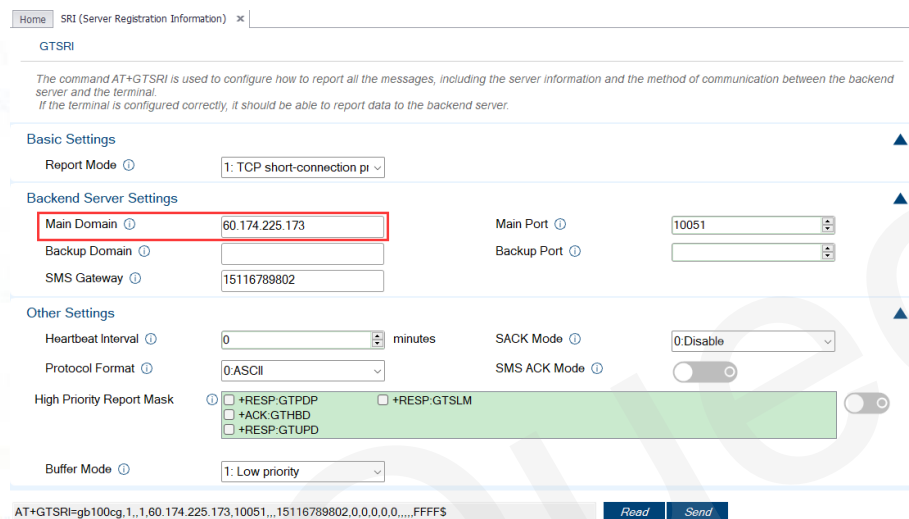 Home SRI (Server Registration Information) ×
GTSRI
The command AT+GTSRI is used to configure how to report all the messages, including the server information and the method of communication between the backend
server and the terminal.
If the terminal is configured correctly, it should be able to report data to the backend server.
Basic Settings
Report Mode 1: TCP short-connection pr
Backend Server Settings
Main Domain 60.174.225.173 Main Port 10051
Backup Domain Backup Port
SMS Gateway 15116789802
Other Settings
Heartbeat Interval 0 minutes SACK Mode 0:Disable
Protocol Format 0:ASCII SMS ACK Mode
High Priority Report Mask +RESP:GTPDP +RESP:GTSLM
+ACK:GTHBD
+RESP:GTUPD
Buffer Mode 1: Low priority
AT+GTSRI=gb100cg,1,,1,60.174.225.173,10051,,,15116789802,0,0,0,0,0,,,,,FFFF$ Read Send